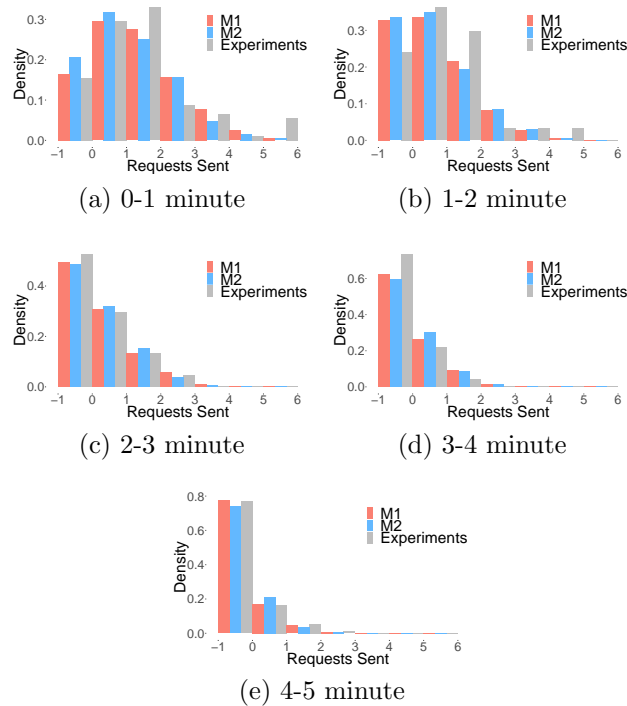 0.3
0.2
0.1
0.0
Density
M1
M2
Experiments
−1 0 1 2 3 4 5 6
Requests Sent
(a) 0-1 minute
0.3
0.2
0.1
0.0
Density
M1
M2
Experiments
−1 0 1 2 3 4 5 6
Requests Sent
(b) 1-2 minute
0.4
0.2
0.0
Density
M1
M2
Experiments
−1 0 1 2 3 4 5 6
Requests Sent
(c) 2-3 minute
0.6
0.4
0.2
0.0
Density
M1
M2
Experiments
−1 0 1 2 3 4 5 6
Requests Sent
(d) 3-4 minute
0.8
0.6
0.4
0.2
0.0
Density
M1
M2
Experiments
−1 0 1 2 3 4 5 6
Requests Sent
(e) 4-5 minute